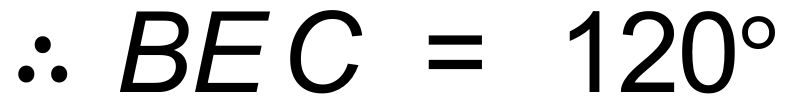 ∴ BEC = 120°